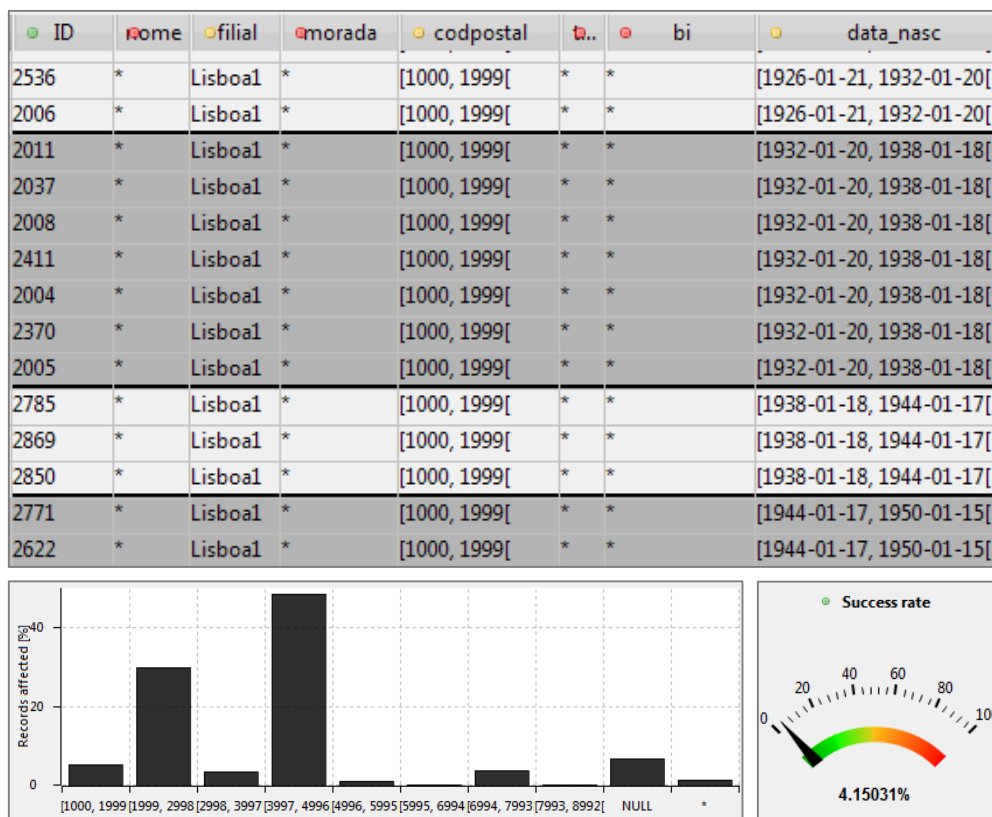 ID nome filial morada codpostal t... bi data_nasc
2536 * Lisboa1 * [1000, 1999[ * * [1926-01-21, 1932-01-20[
2006 * Lisboa1 * [1000, 1999[ * * [1926-01-21, 1932-01-20[
2011 * Lisboa1 * [1000, 1999[ * * [1932-01-20, 1938-01-18[
2037 * Lisboa1 * [1000, 1999[ * * [1932-01-20, 1938-01-18[
2008 * Lisboa1 * [1000, 1999[ * * [1932-01-20, 1938-01-18[
2411 * Lisboa1 * [1000, 1999[ * * [1932-01-20, 1938-01-18[
2004 * Lisboa1 * [1000, 1999[ * * [1932-01-20, 1938-01-18[
2370 * Lisboa1 * [1000, 1999[ * * [1932-01-20, 1938-01-18[
2005 * Lisboa1 * [1000, 1999[ * * [1932-01-20, 1938-01-18[
2785 * Lisboa1 * [1000, 1999[ * * [1938-01-18, 1944-01-17[
2869 * Lisboa1 * [1000, 1999[ * * [1938-01-18, 1944-01-17[
2850 * Lisboa1 * [1000, 1999[ * * [1938-01-18, 1944-01-17[
2771 * Lisboa1 * [1000, 1999[ * * [1944-01-17, 1950-01-15[
2622 * Lisboa1 * [1000, 1999[ * * [1944-01-17, 1950-01-15[
Records affected [%]
40
20
0
[1000, 1999[ [1999, 2998[ [2998, 3997[ [3997, 4996[ [4996, 5995[ [5995, 6994[ [6994, 7993[ [7993, 8992[ NULL *
Success rate
0 20 40 60 80 100
4.15031%